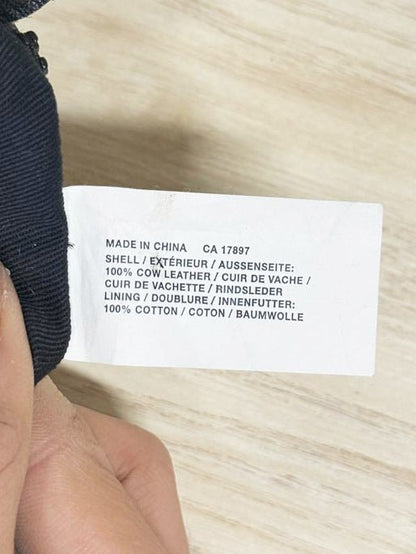 MADE IN CHINA CA 17897
SHELL / EXTÉRIEUR / AUSSENSEITE:
100% COW LEATHER / CUIR DE VACHE /
CUIR DE VACHETTE / RINDSLEDER
LINING / DOUBLURE / INNENFUTTER:
100% COTTON / COTON / BAUMWOLLE